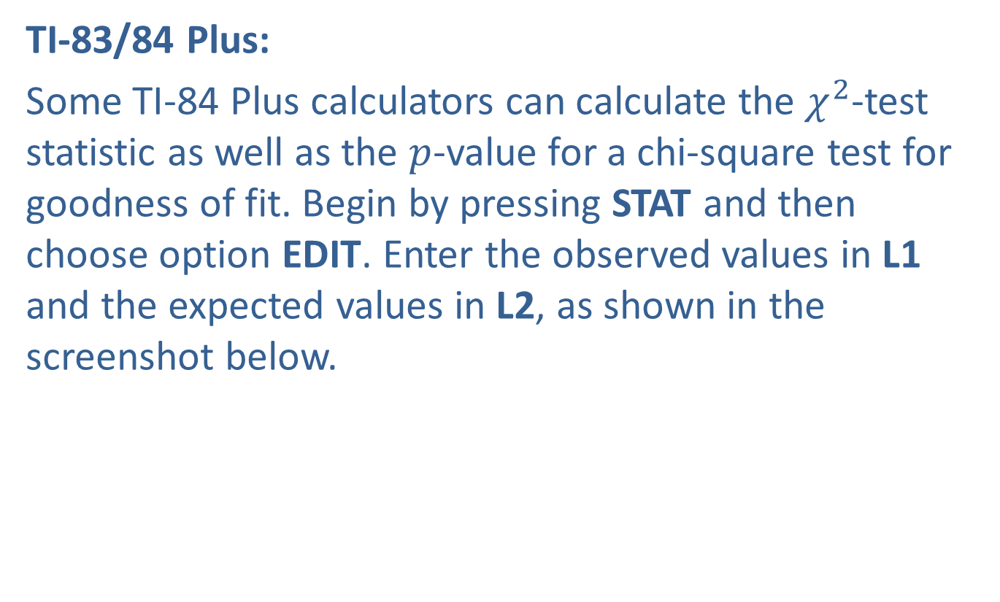 TI-83/84 Plus:
Some TI-84 Plus calculators can calculate the χ²-test
statistic as well as the p-value for a chi-square test for
goodness of fit. Begin by pressing STAT and then
choose option EDIT. Enter the observed values in L1
and the expected values in L2, as shown in the
screenshot below.